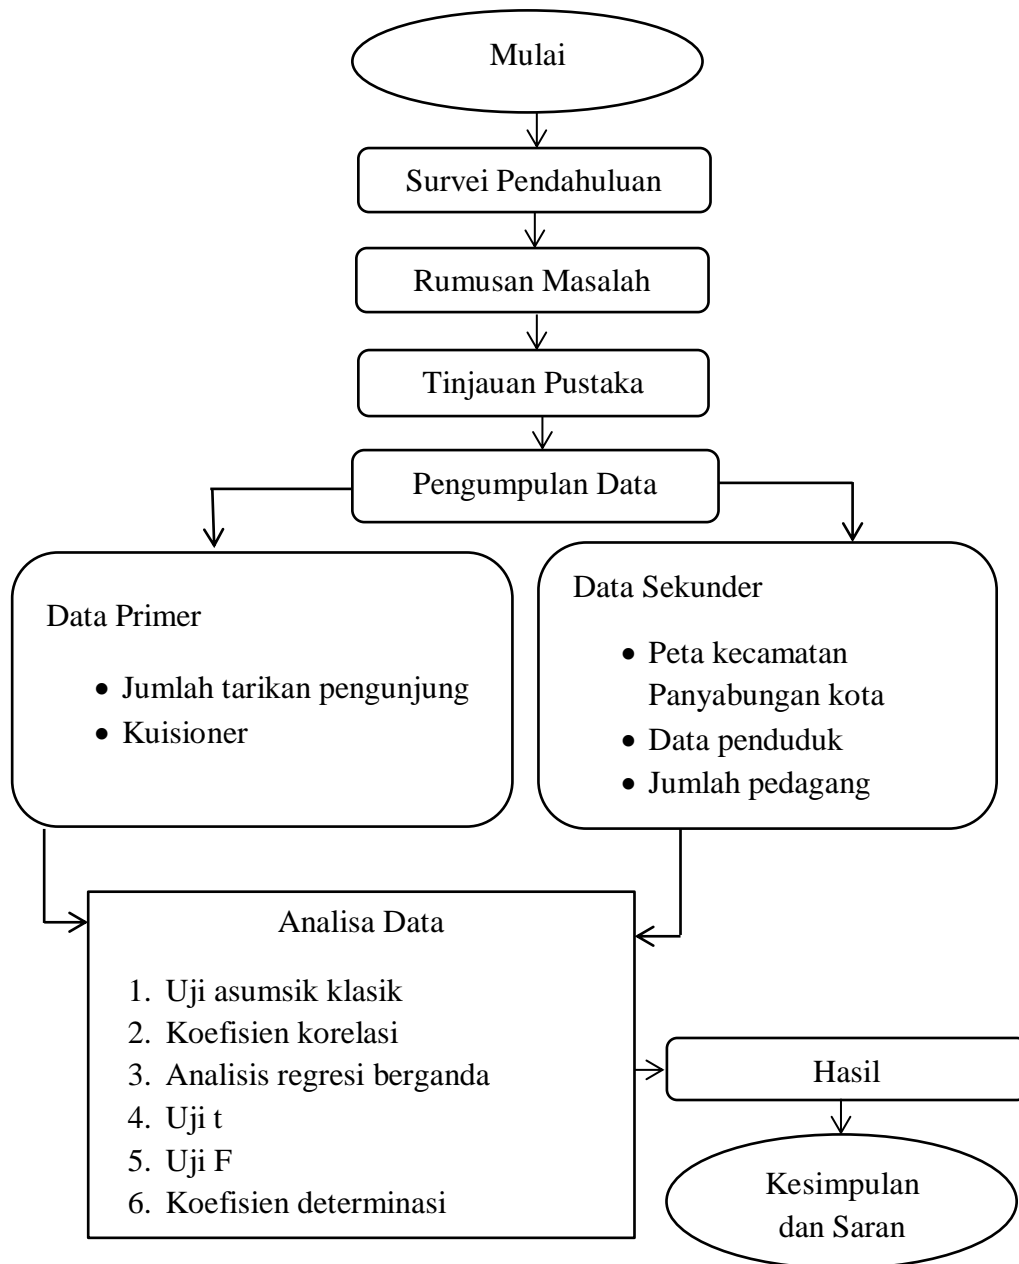 Mulai
Survei Pendahuluan
Rumusan Masalah
Tinjauan Pustaka
Pengumpulan Data
Data Primer
• Jumlah tarikan pengunjung
• Kuisioner
Data Sekunder
• Peta kecamatan
Panyabungan kota
• Data penduduk
• Jumlah pedagang
Analisa Data
1. Uji asumsik klasik
2. Koefisien korelasi
3. Analisis regresi berganda
4. Uji t
5. Uji F
6. Koefisien determinasi
Hasil
Kesimpulan
dan Saran